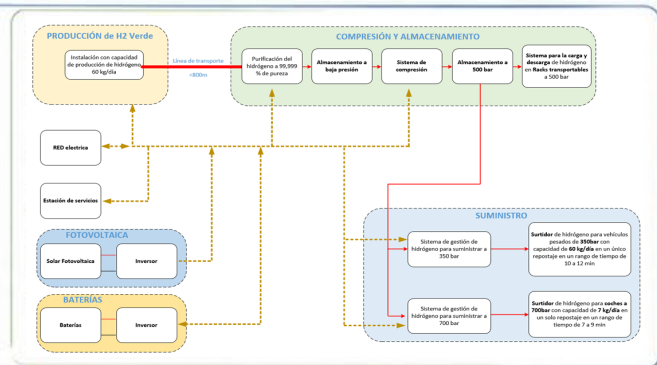 PRODUCCIÓN de H2 Verde
Instalación con capacidad
de producción de hidrógeno
60 kg/día
Línea de transporte
<800m
COMPRESIÓN Y ALMACENAMIENTO
Purificación del
hidrógeno a 99,999
% de pureza
Almacenamiento a
baja presión
Sistema de
compresión
Almacenamiento a
500 bar
Sistema para la carga y
descarga de hidrógeno
en Racks transportables
a 500 bar
RED electrica
Estación de servicios
FOTOVOLTAICA
Solar Fotovoltaica
Inversor
BATERÍAS
Baterías
Inversor
SUMINISTRO
Sistema de gestión de
hidrógeno para suministrar a
350 bar
Surtidor de hidrógeno para vehículos
pesados de 350bar con
capacidad de 60 kg/día en un único
repostaje en un rango de tiempo de
10 a 12 min
Sistema de gestión de
hidrógeno para suministrar a
700 bar
Surtidor de hidrógeno para coches a
700bar con capacidad de 7 kg/día en
un solo repostaje en un rango de
tiempo de 7 a 9 min